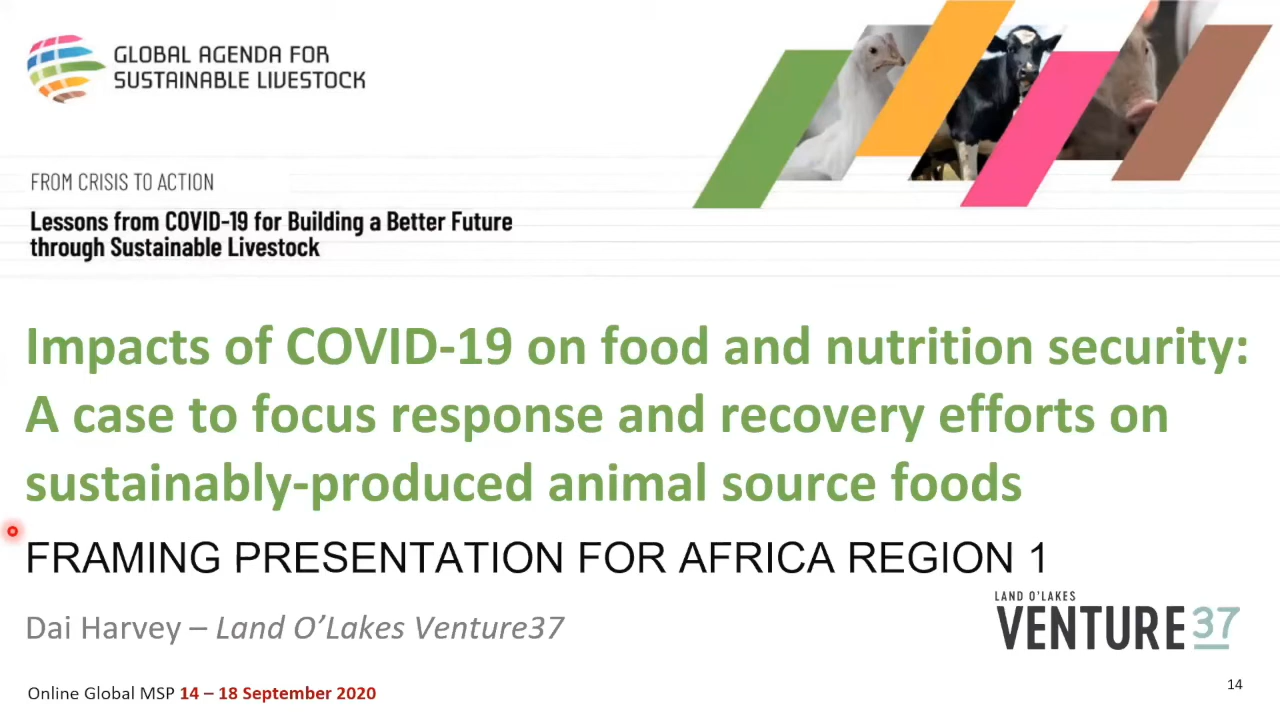 GLOBAL AGENDA FOR
SUSTAINABLE LIVESTOCK
FROM CRISIS TO ACTION
Lessons from COVID-19 for Building a Better Future
through Sustainable Livestock
Impacts of COVID-19 on food and nutrition security:
A case to focus response and recovery efforts on
sustainably-produced animal source foods
FRAMING PRESENTATION FOR AFRICA REGION 1
Dai Harvey – Land O’Lakes Venture37
LAND O'LAKES
VENTURE 37
Online Global MSP 14 – 18 September 2020
14